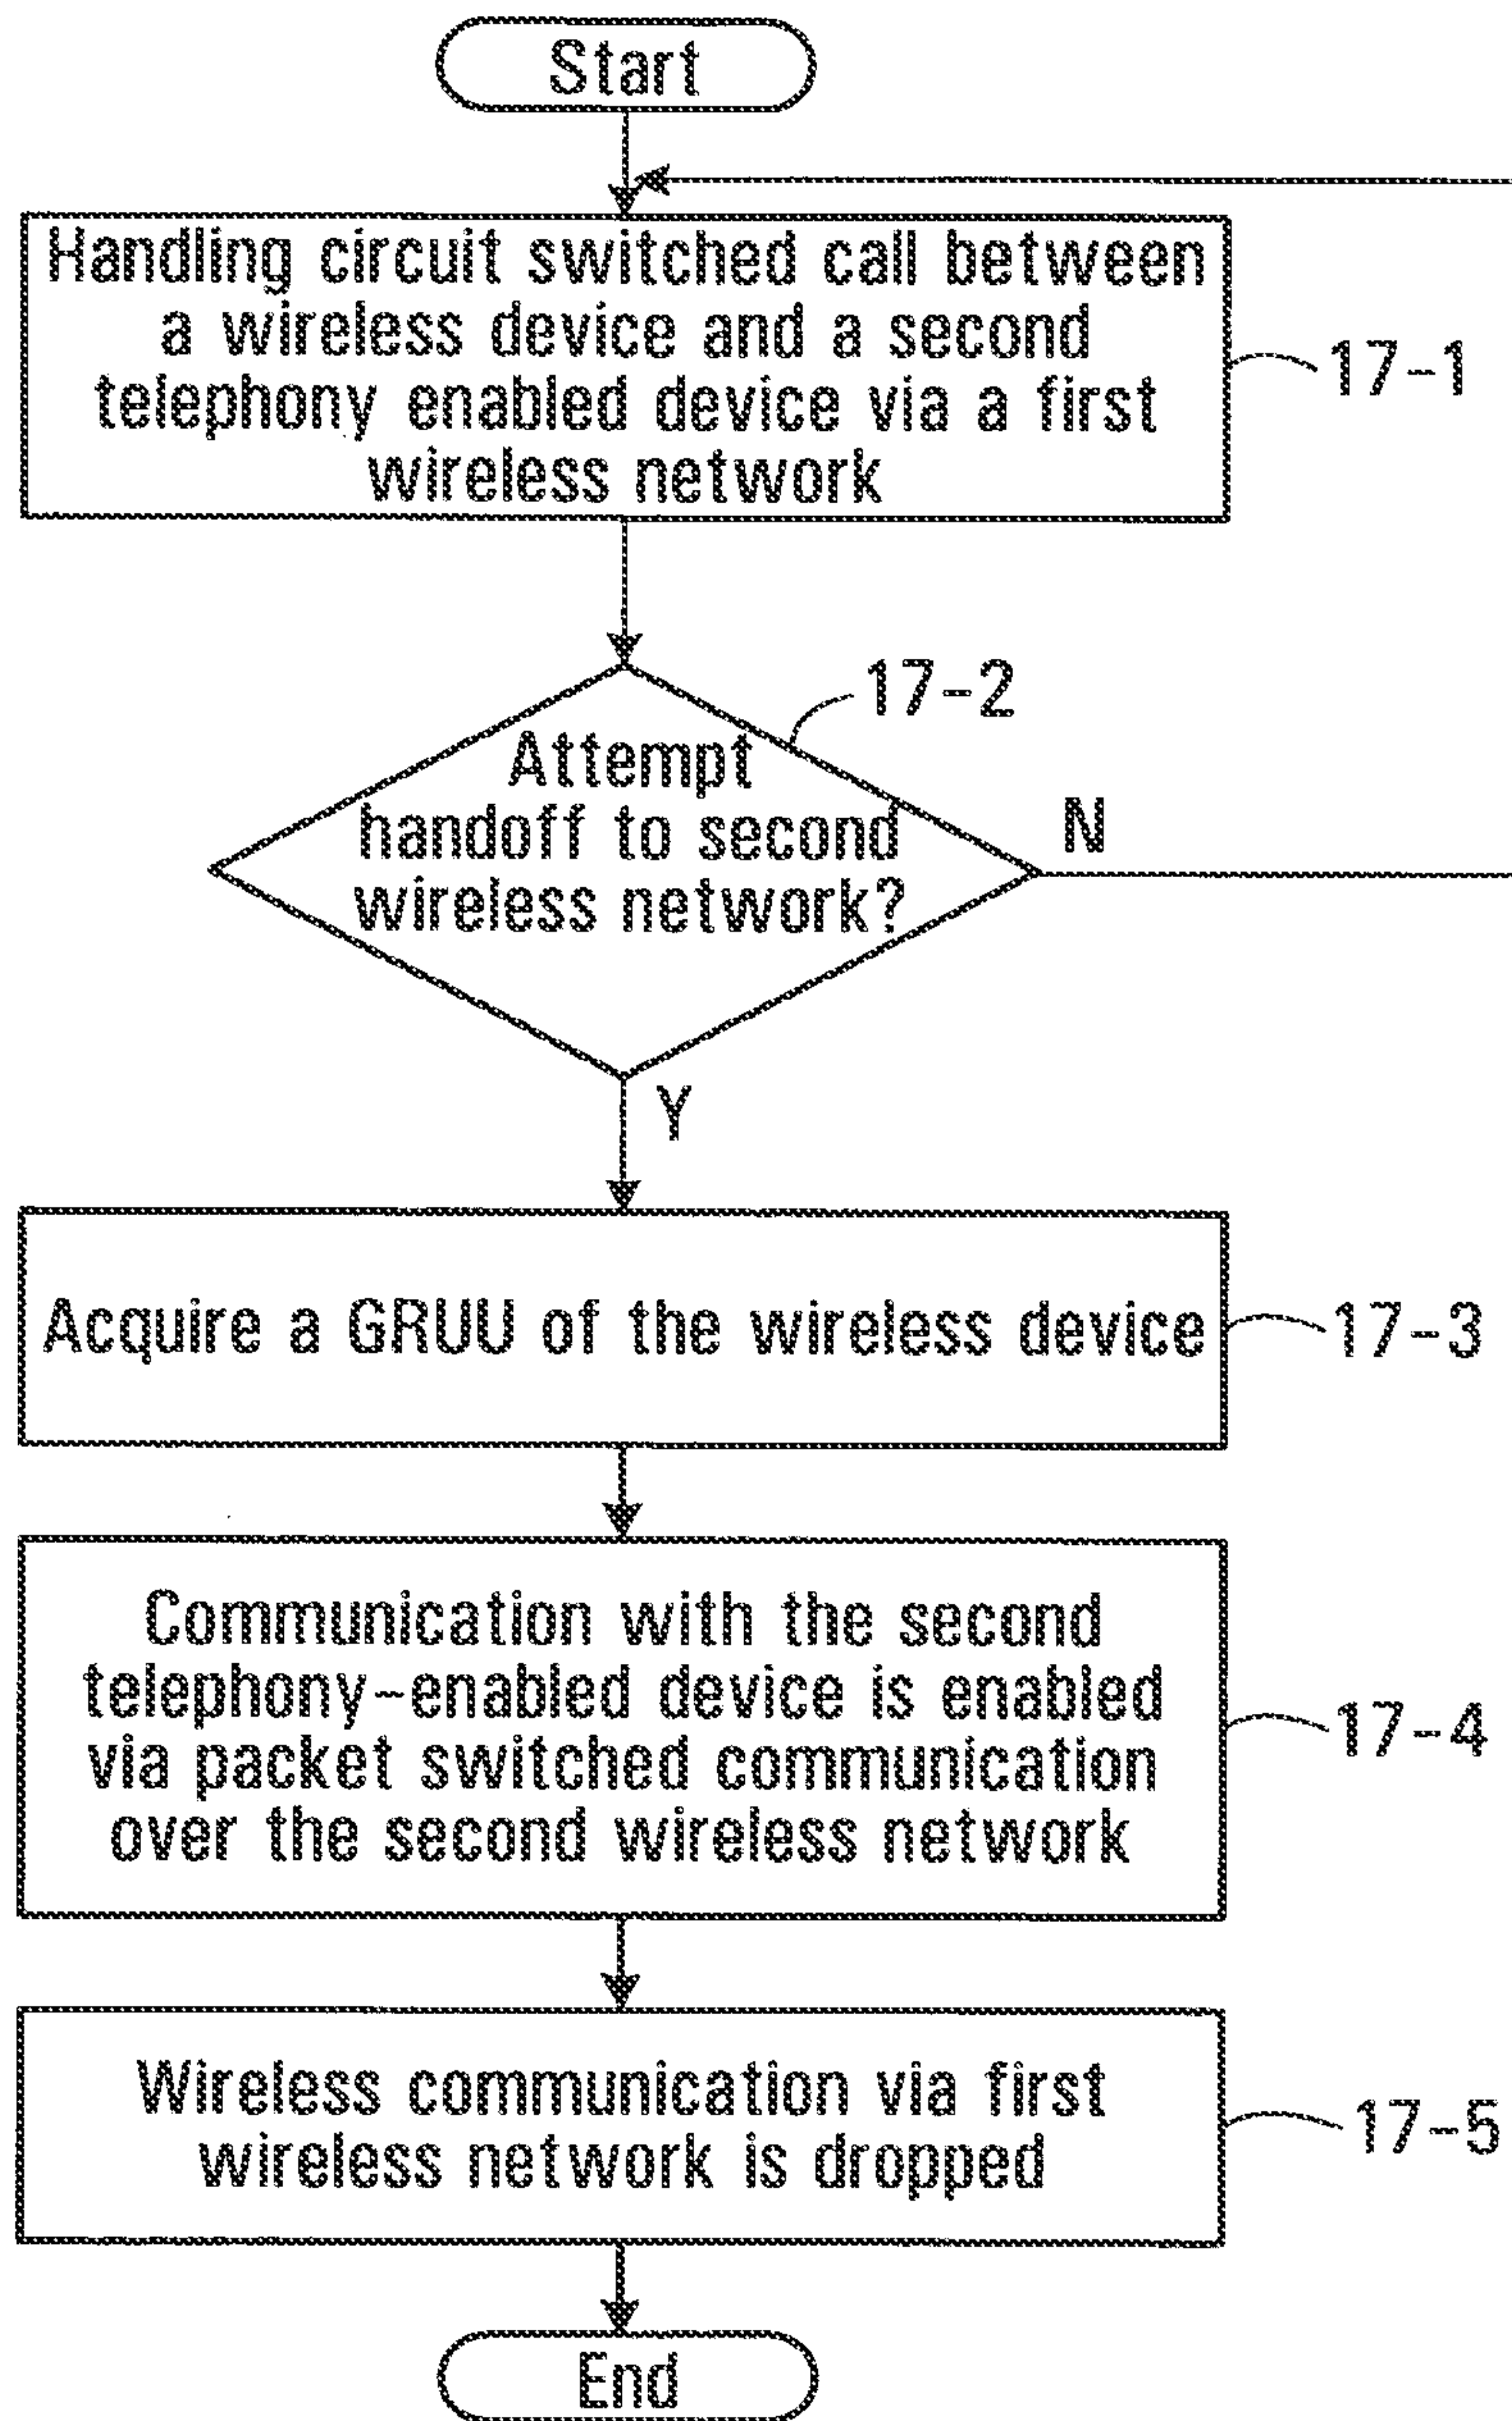 Start
Handling circuit switched call between
a wireless device and a second
telephony enabled device via a first
wireless network
17-1
17-2
Attempt
handoff to second
wireless network?
N
Y
Acquire a GRUU of the wireless device
17-3
Communication with the second
telephony-enabled device is enabled
via packet switched communication
over the second wireless network
17-4
Wireless communication via first
wireless network is dropped
17-5
End